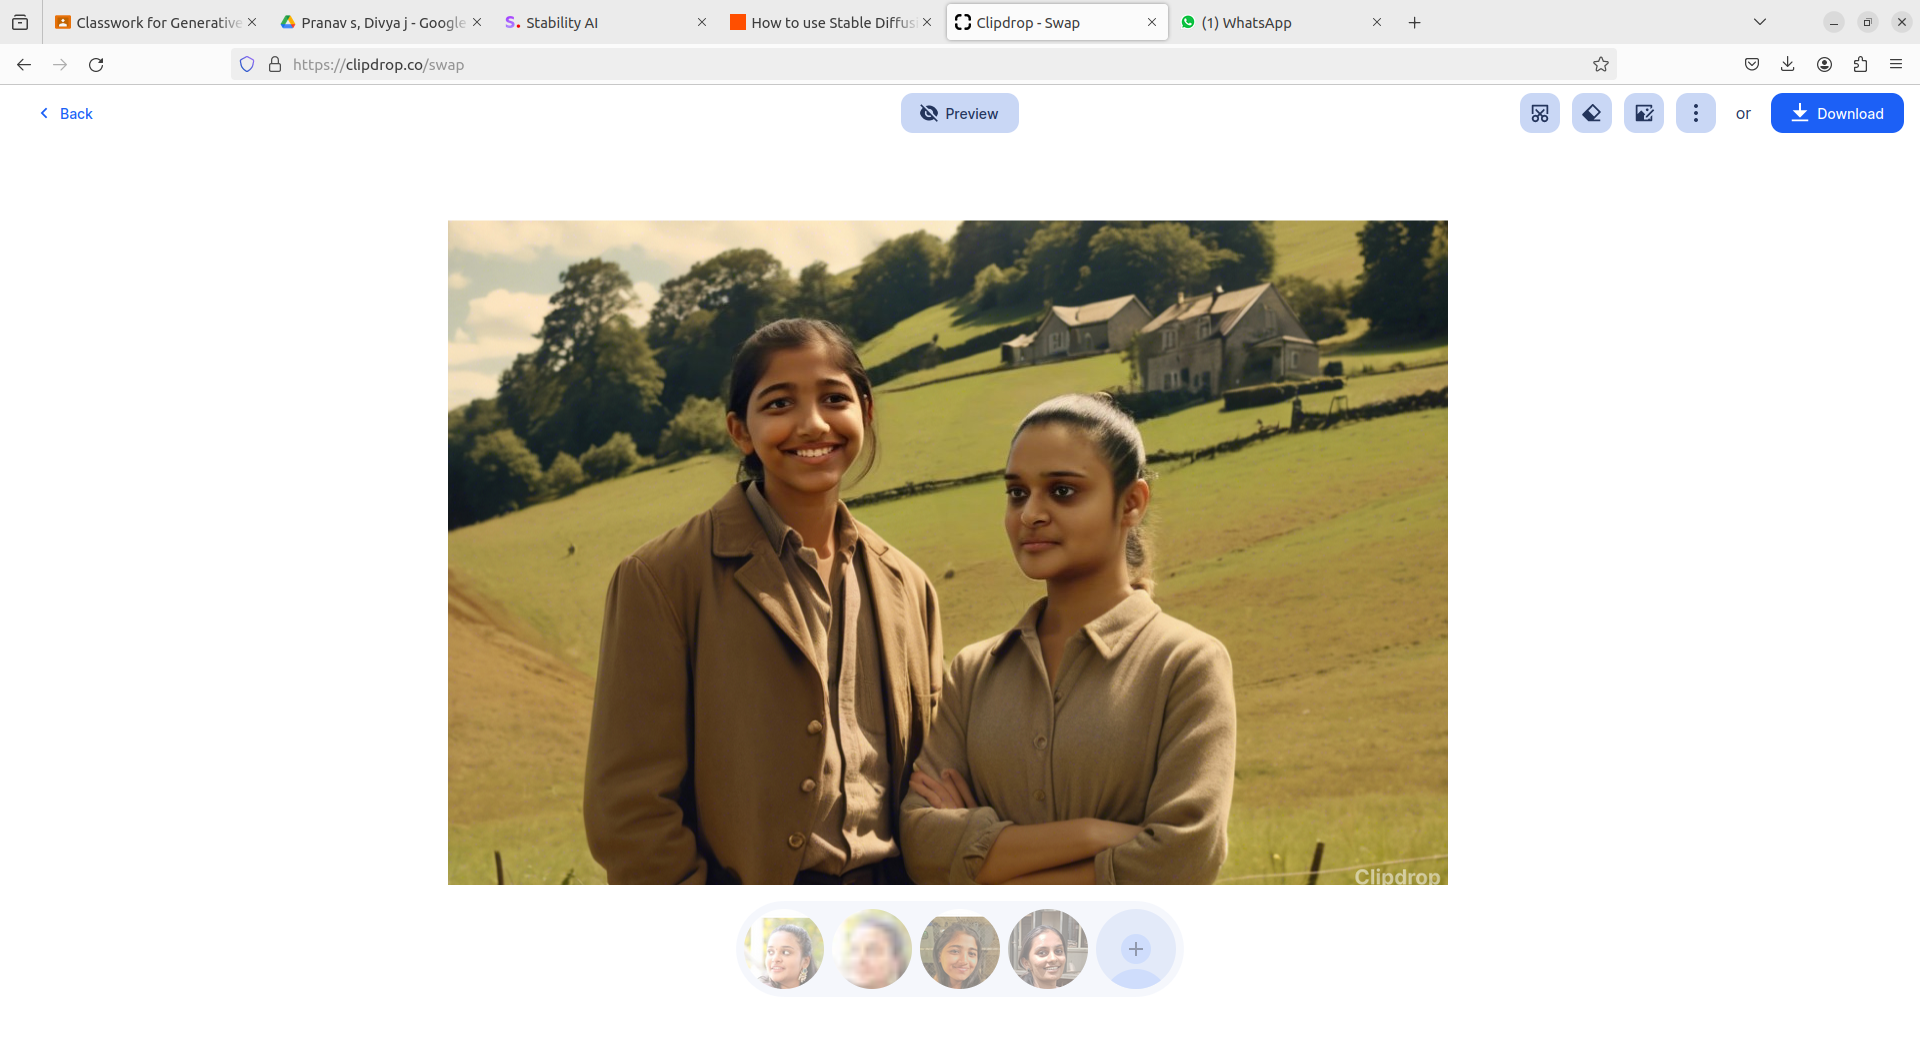 Classwork for Generative
Pranav s, Divya j - Google
S. Stability AI
How to use Stable Diffus
Clipdrop - Swap
(1) WhatsApp
https://clipdrop.co/swap
Back
Preview
or
Download
Clipdrop